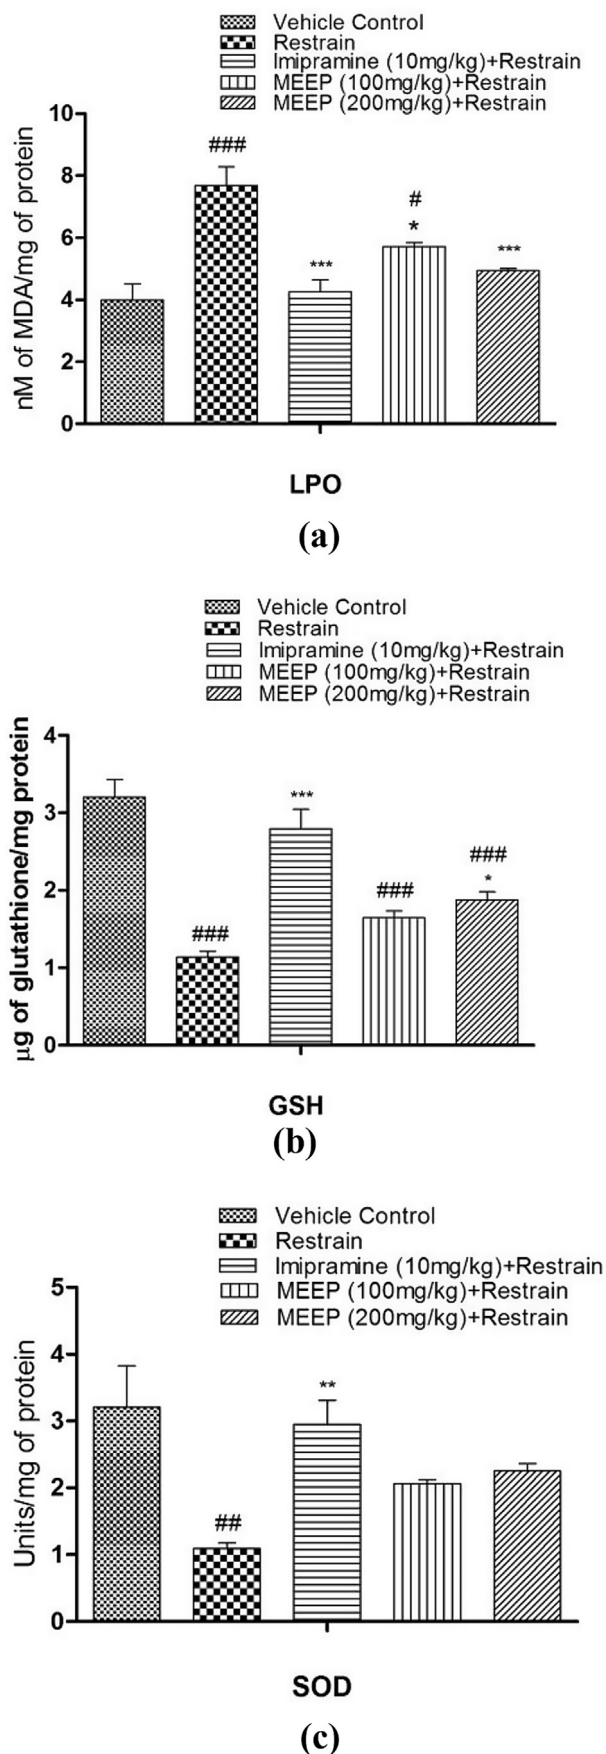 Vehicle Control
Restrain
Imipramine (10mg/kg)+Restrain
MEEP (100mg/kg)+Restrain
MEEP (200mg/kg)+Restrain
nM of MDA/mg of protein
10
8
6
4
2
0
###
***
#
*
***
LPO
(a)
Vehicle Control
Restrain
Imipramine (10mg/kg)+Restrain
MEEP (100mg/kg)+Restrain
MEEP (200mg/kg)+Restrain
µg of glutathione/mg protein
4
3
2
1
0
###
***
###
###
*
GSH
(b)
Vehicle Control
Restrain
Imipramine (10mg/kg)+Restrain
MEEP (100mg/kg)+Restrain
MEEP (200mg/kg)+Restrain
Units/mg of protein
5
4
3
2
1
0
##
**
SOD
(c)